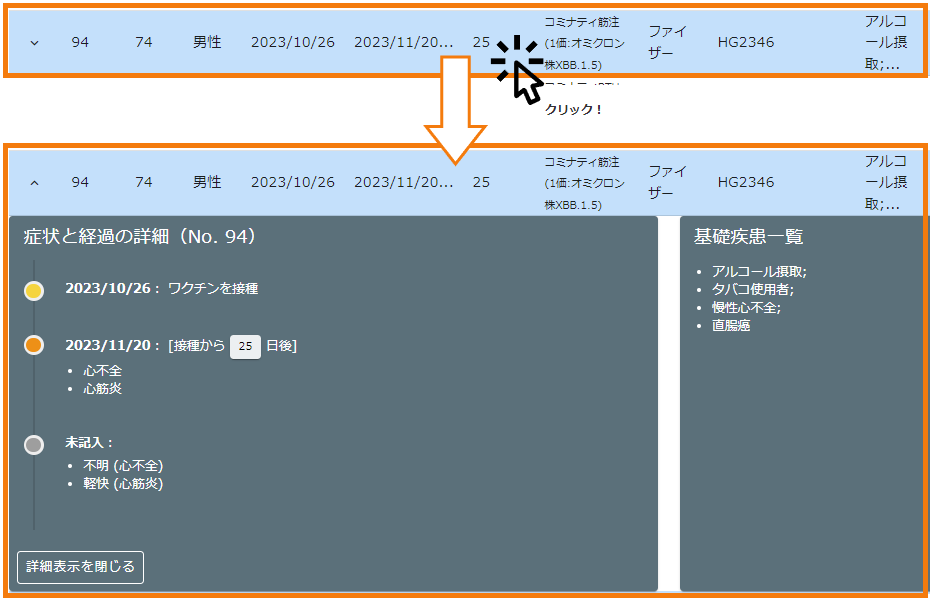 94 74 男性 2023/10/26 2023/11/20... 25 コミナティ筋注 (1価:オミクロン 株XBB.1.5) ファイザー HG2346 アルコール摂取;...
クリック！
94 74 男性 2023/10/26 2023/11/20... 25 コミナティ筋注 (1価:オミクロン 株XBB.1.5) ファイザー HG2346 アルコール摂取;...
症状と経過の詳細（No. 94）
2023/10/26： ワクチンを接種
2023/11/20： [接種から 25 日後]
• 心不全
• 心筋炎
未記入：
• 不明 (心不全)
• 軽快 (心筋炎)
詳細表示を閉じる
基礎疾患一覧
• アルコール摂取;
• タバコ使用者;
• 慢性心不全;
• 直腸癌